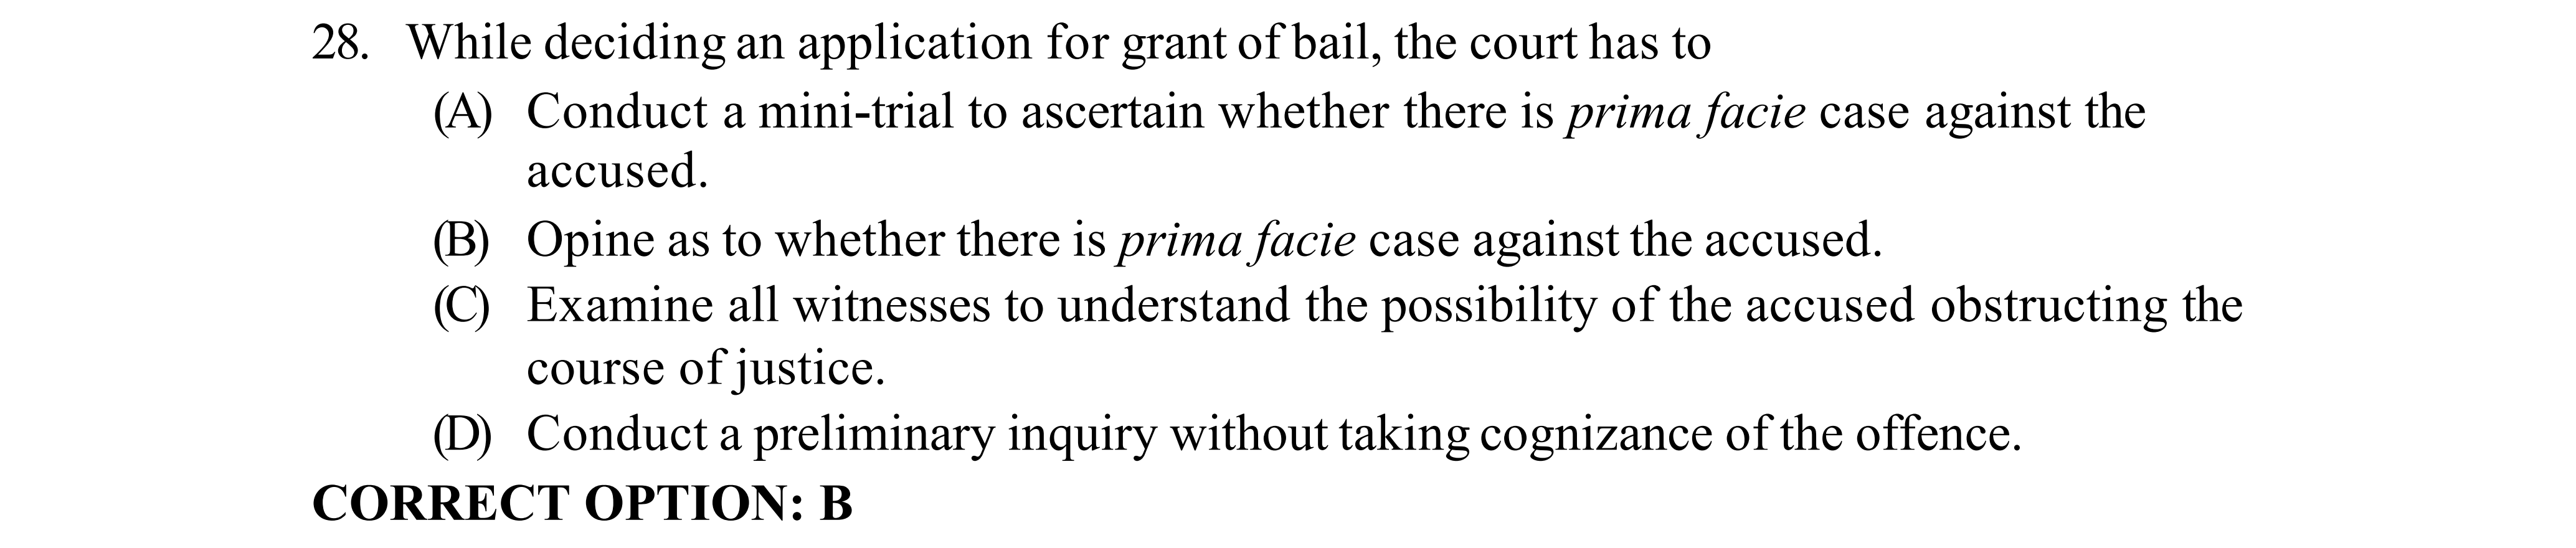 28. While deciding an application for grant of bail, the court has to
(A) Conduct a mini-trial to ascertain whether there is prima facie case against the
accused.
(B) Opine as to whether there is prima facie case against the accused.
(C) Examine all witnesses to understand the possibility of the accused obstructing the
course of justice.
(D) Conduct a preliminary inquiry without taking cognizance of the offence.
CORRECT OPTION: B